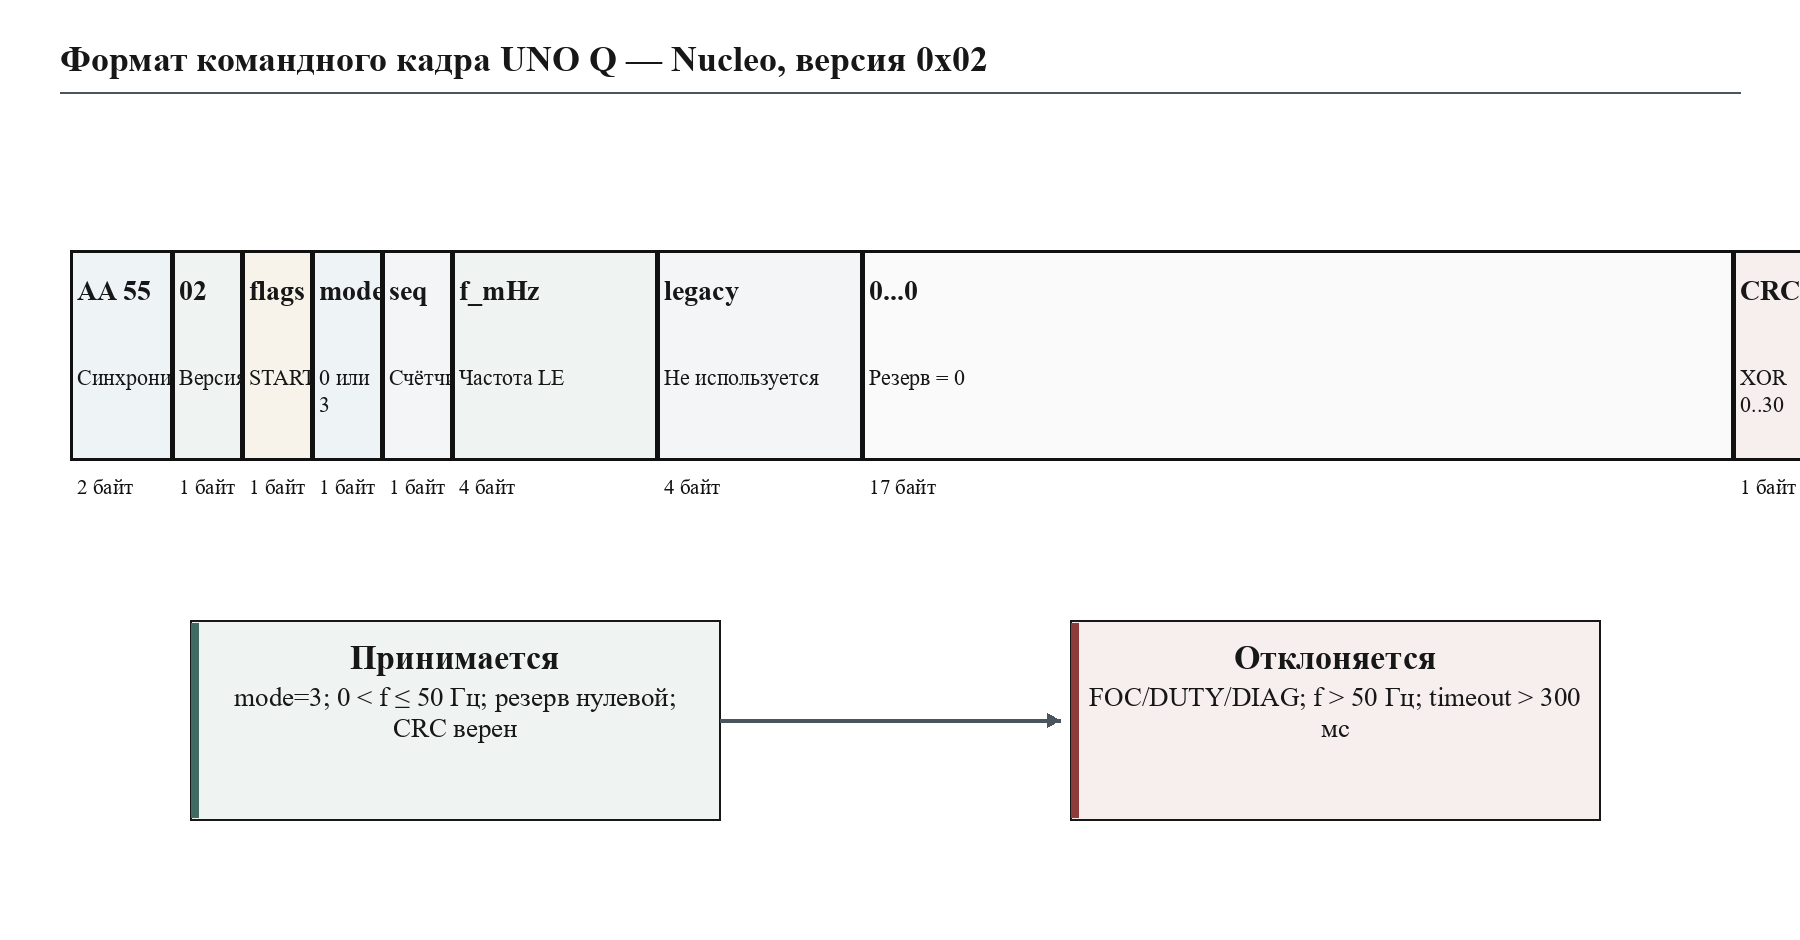 Формат командного кадра UNO Q — Nucleo, версия 0x02
AA 55 02 flags mode seq f_mHz legacy 0...0 CRC
Синхрони Версия START 0 или Счётчи Частота LE Не используется Резерв = 0 XOR
3 0..30
2 байт 1 байт 1 байт 1 байт 1 байт 4 байт 4 байт 17 байт 1 байт
Принимается
mode=3; 0 < f ≤ 50 Гц; резерв нулевой;
CRC верен
Отклоняется
FOC/DUTY/DIAG; f > 50 Гц; timeout > 300
мс